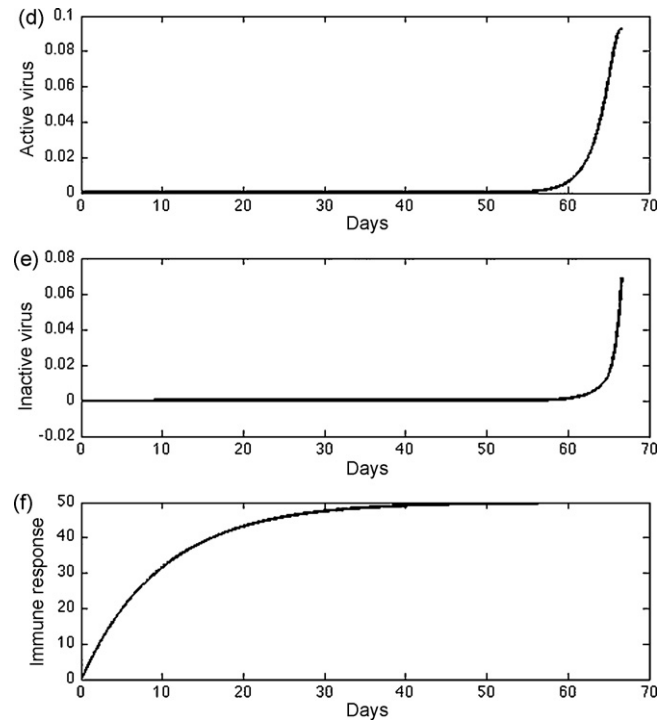 (d)
0.1
0.08
0.06
0.04
0.02
0
Active virus
0 10 20 30 40 50 60 70
Days
(e)
0.08
0.06
0.04
0.02
0
-0.02
Inactive virus
0 10 20 30 40 50 60 70
Days
(f)
50
40
30
20
10
0
Immune response
0 10 20 30 40 50 60 70
Days